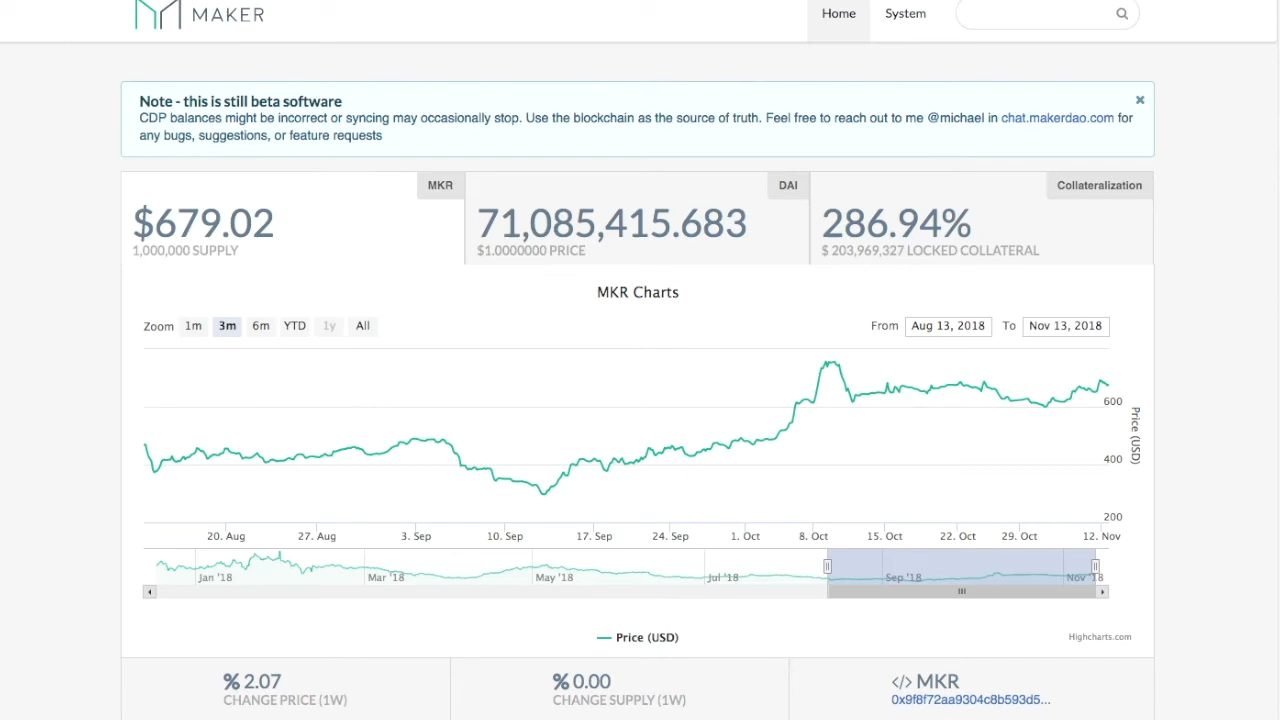 MAKER
Home
System
Note - this is still beta software
CDP balances might be incorrect or syncing may occasionally stop. Use the blockchain as the source of truth. Feel free to reach out to me @michael in chat.makerdao.com for
any bugs, suggestions, or feature requests
MKR
$679.02
1,000,000 SUPPLY
DAI
71,085,415.683
$1.0000000 PRICE
Collateralization
286.94%
$ 203,969,327 LOCKED COLLATERAL
MKR Charts
Zoom 1m 3m 6m YTD 1y All
From Aug 13, 2018 To Nov 13, 2018
600
400
200
Price (USD)
20. Aug 27. Aug 3. Sep 10. Sep 17. Sep 24. Sep 1. Oct 8. Oct 15. Oct 22. Oct 29. Oct 12. Nov
Jan '18 Mar '18 May '18 Jul '18 Sep '18 Nov '18
Price (USD)
Highcharts.com
% 2.07
CHANGE PRICE (1W)
% 0.00
CHANGE SUPPLY (1W)
</> MKR
0x9f8f72aa9304c8b593d5...